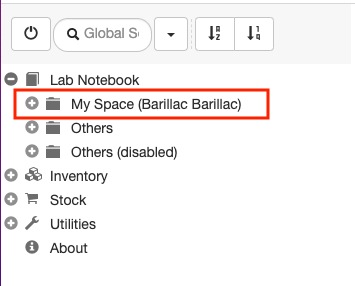 Global S
Lab Notebook
My Space (Barillac Barillac)
Others
Others (disabled)
Inventory
Stock
Utilities
About